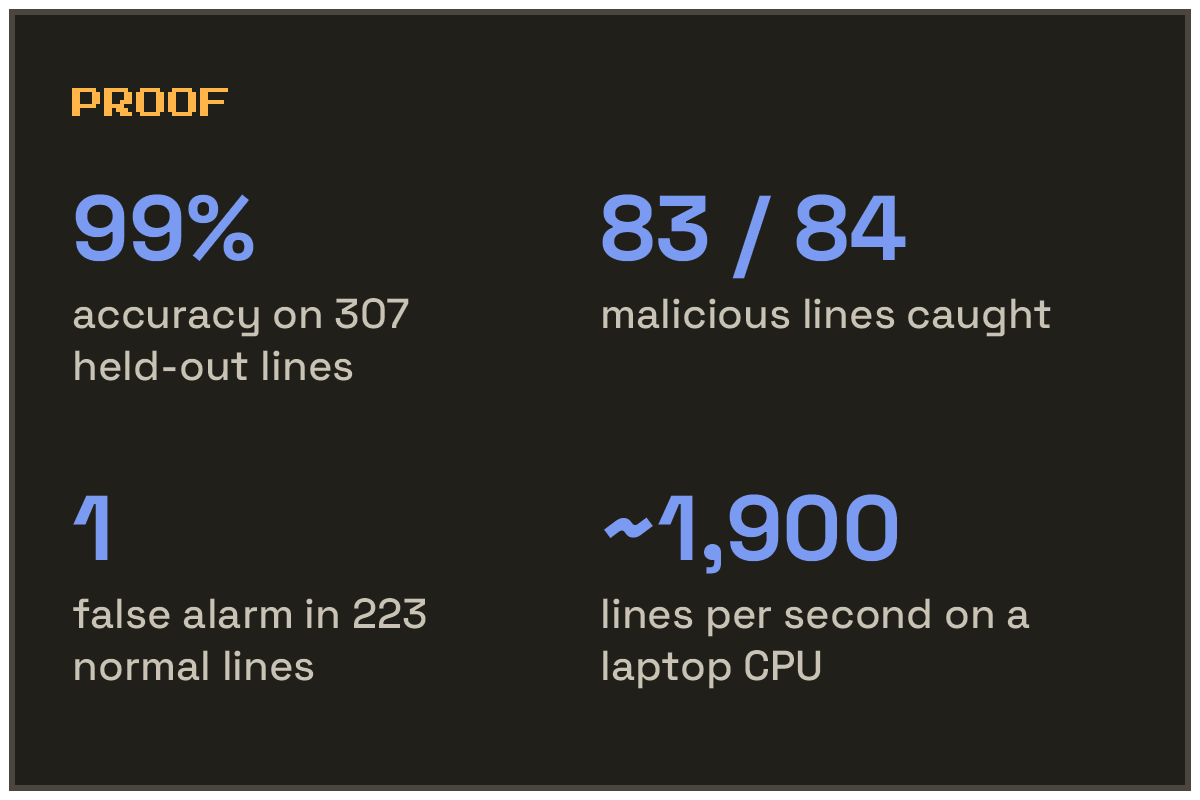 PROOF
99%
accuracy on 307
held-out lines
83 / 84
malicious lines caught
1
false alarm in 223
normal lines
~1,900
lines per second on a
laptop CPU